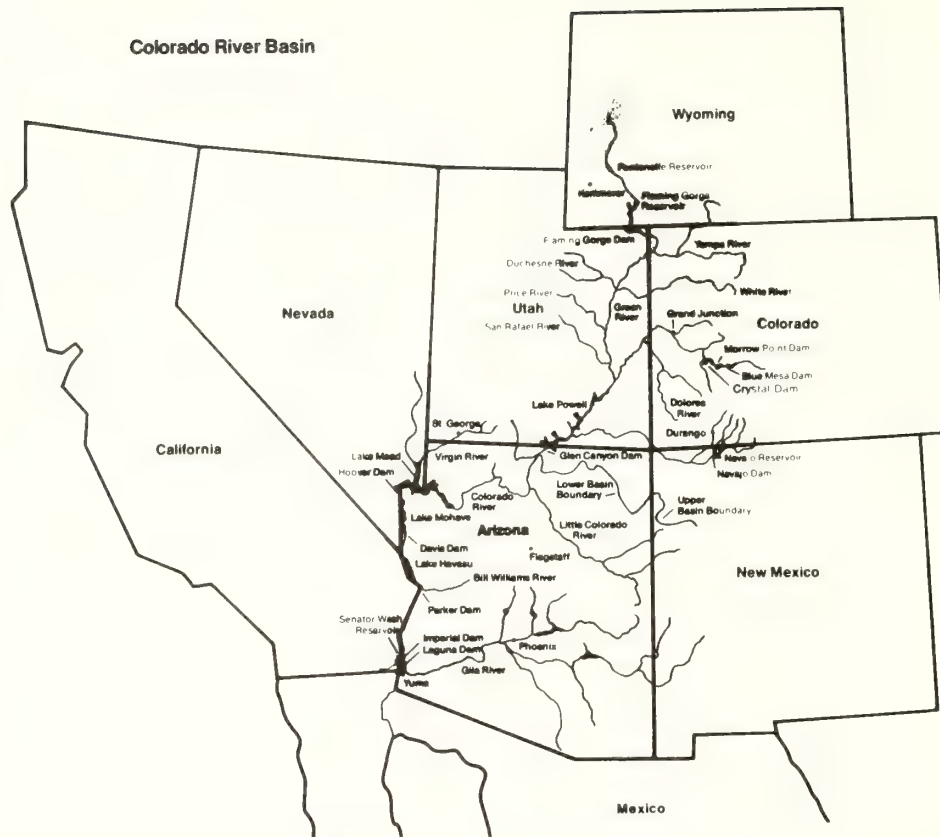 Colorado River Basin
Wyoming
Fontenelle Reservoir
Kemmerer
Flaming Gorge
Reservoir
Flaming Gorge Dam
Yampa River
Duchesne River
White River
Price River
Utah
Green
River
Grand Junction
Nevada
Colorado
San Rafael River
Morrow Point Dam
Blue Mesa Dam
Crystal Dam
Lake Powell
Dolores
River
St. George
Durango
California
Lake Mead
Virgin River
Glen Canyon Dam
Navajo Reservoir
Hoover Dam
Navajo Dam
Lower Basin
Boundary
Colorado
River
Upper
Basin Boundary
Lake Mohave
Arizona
Little Colorado
River
Davis Dam
Flagstaff
Lake Havasu
Bill Williams River
New Mexico
Parker Dam
Senator Wash
Reservoir
Imperial Dam
Laguna Dam
Phoenix
Gila River
Yuma
Mexico